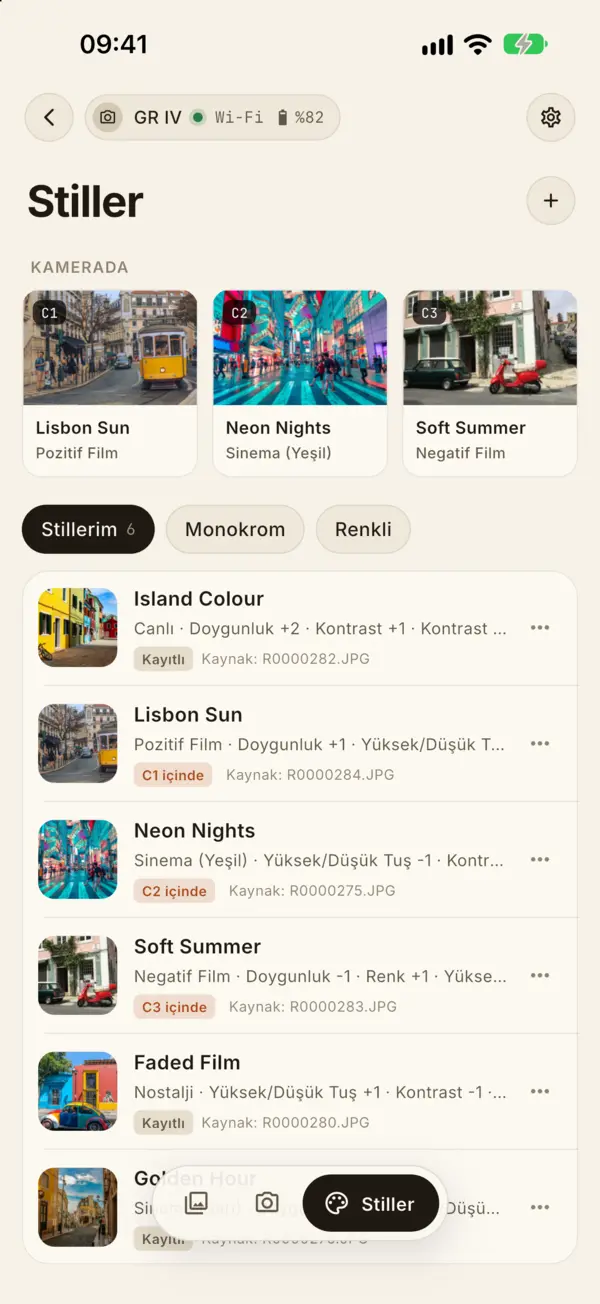 09:41
GR IV Wi-Fi %82
Stiller
KAMERADA
C1 C2 C3
Lisbon Sun Neon Nights Soft Summer
Pozitif Film Sinema (Yeşil) Negatif Film
Stillerim 6 Monokrom Renkli
Island Colour
Canlı · Doygunluk +2 · Kontrast +1 · Kontrast ...
Kayıtlı Kaynak: R0000282.JPG
Lisbon Sun
Pozitif Film · Doygunluk +1 · Yüksek/Düşük T...
C1 içinde Kaynak: R0000284.JPG
Neon Nights
Sinema (Yeşil) · Yüksek/Düşük Tuş -1 · Kontr...
C2 içinde Kaynak: R0000275.JPG
Soft Summer
Negatif Film · Doygunluk -1 · Renk +1 · Yükse...
C3 içinde Kaynak: R0000283.JPG
Faded Film
Nostalji · Yüksek/Düşük Tuş +1 · Kontrast -1 ·...
Kayıtlı Kaynak: R0000280.JPG
Golden Hour
Stiller
Kayıtlı